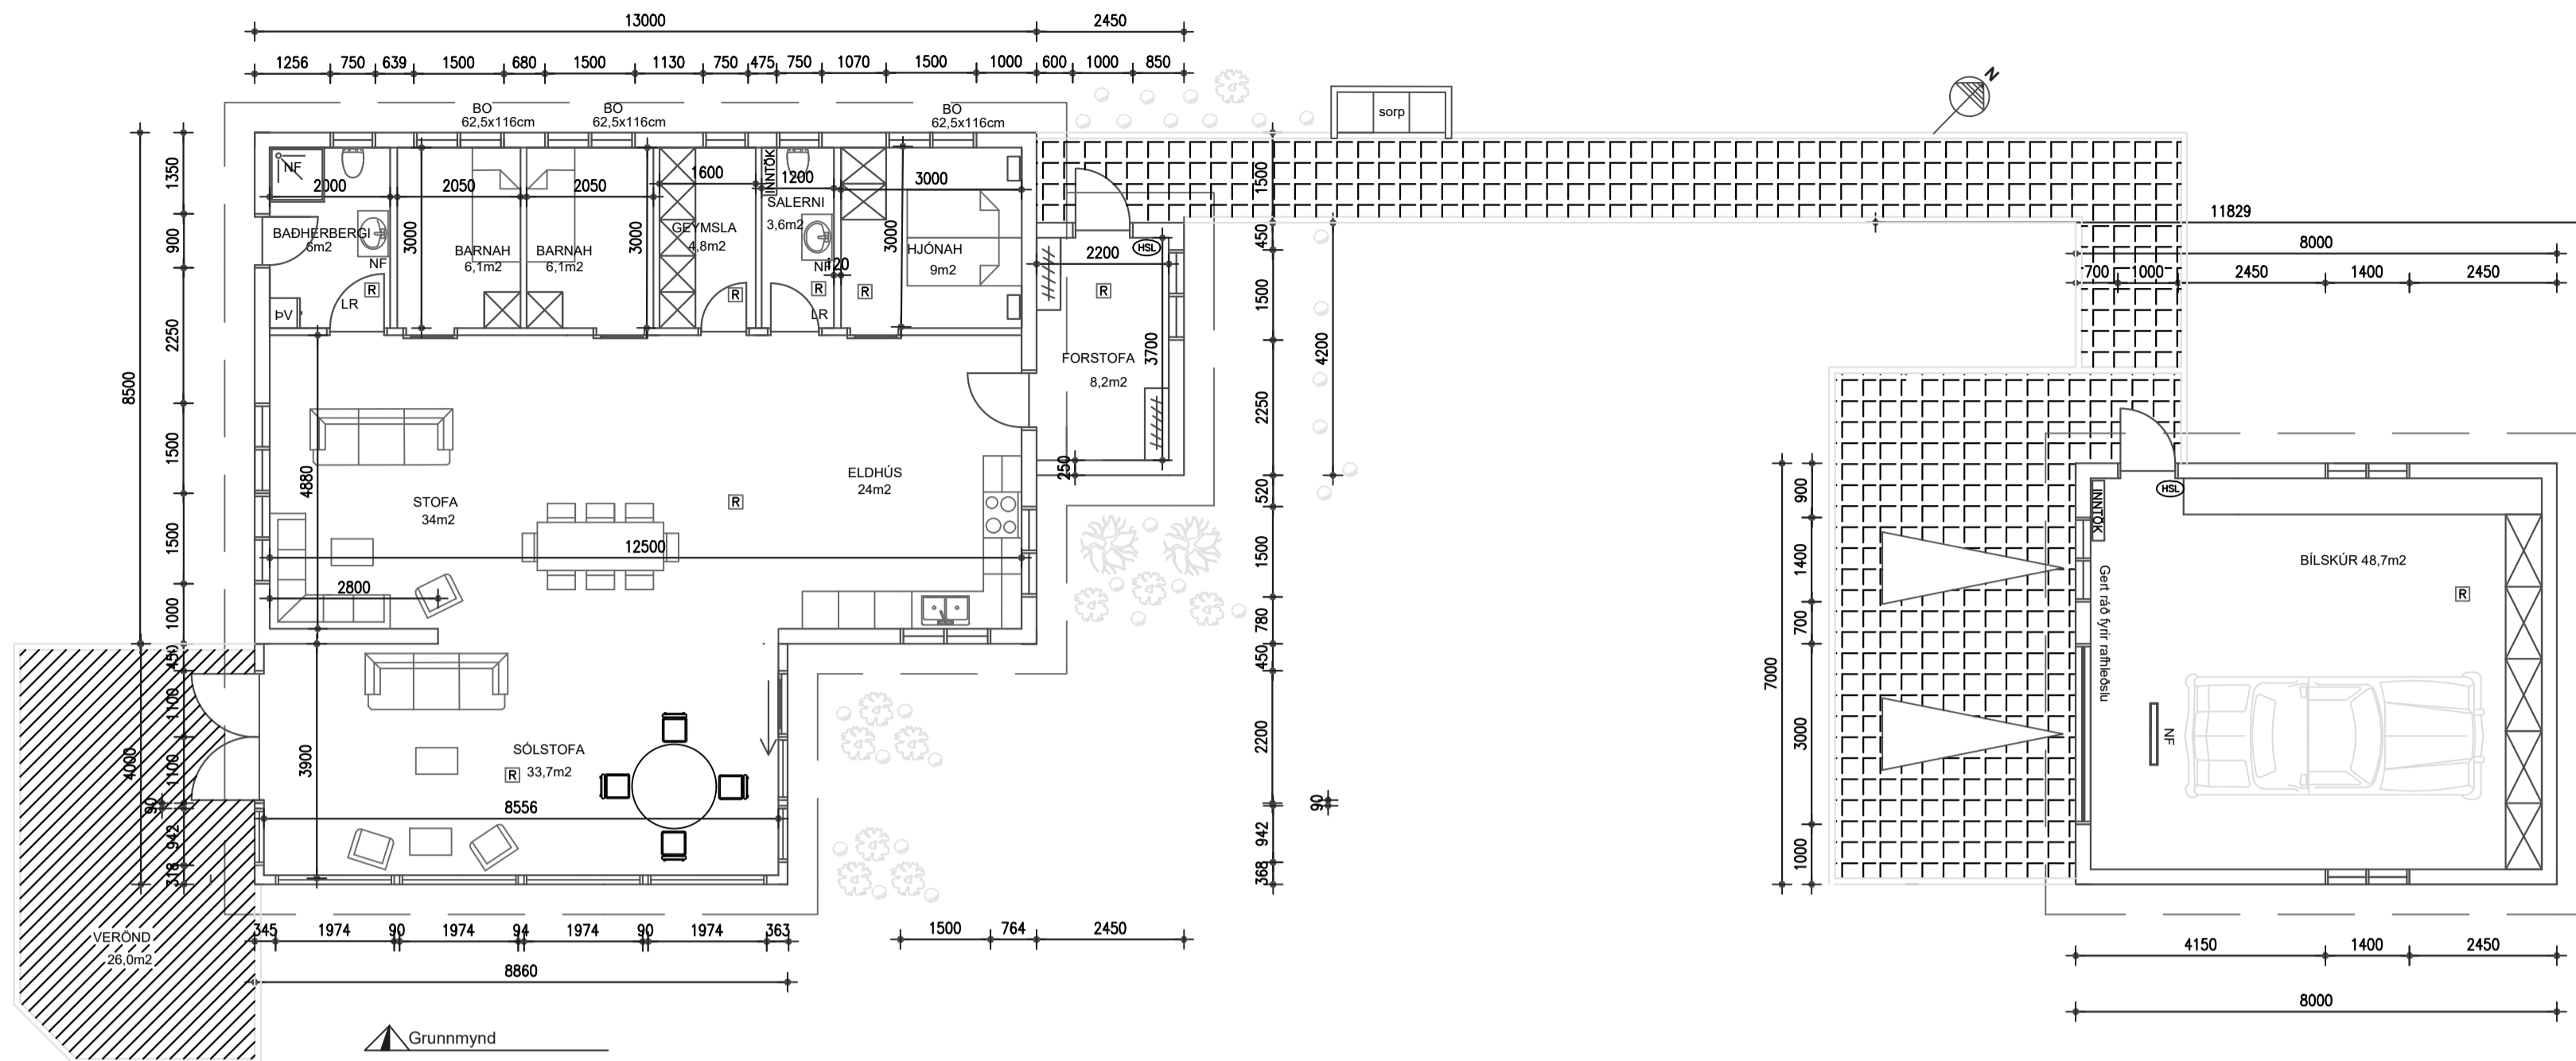 13000 2450
1256 750 639 1500 680 1500 1130 750 475 750 1070 1500 1000 600 1000 850
BO
62,5x116cm
BO
62,5x116cm
BO
62,5x116cm
sorp
N
8500
1350
900
2250
1500
1500
1000
450
1100
1100
90
942
318
4000
NF
2000
BAÐHERBERGI
6m2
NF
LR
R
ÞV
2050
3000
BARNAH
6,1m2
2050
3000
BARNAH
6,1m2
1600
GEYMSLA
4,8m2
R
INNTÖK
1200
SALERNI
3,6m2
NF
120
R
LR
3000
3000
HJÓNAH
9m2
R
HSL
2200
R
FORSTOFA
8,2m2
3700
250
4880
STOFA
34m2
R
ELDHÚS
24m2
12500
2800
3900
SÓLSTOFA
R 33,7m2
8556
VERÖND
26,0m2
345 1974 90 1974 94 1974 90 1974 363
8860
1500 764 2450
1500
450
1500
2250
520
1500
780
450
2200
90
942
368
4200
11829
8000
700 1000 2450 1400 2450
7000
900
1400
700
3000
1000
INNTÖK
HSL
Gert ráð fyrir rafhleðslu
BÍLSKÚR 48,7m2
R
NF
4150 1400 2450
8000
Grunnmynd